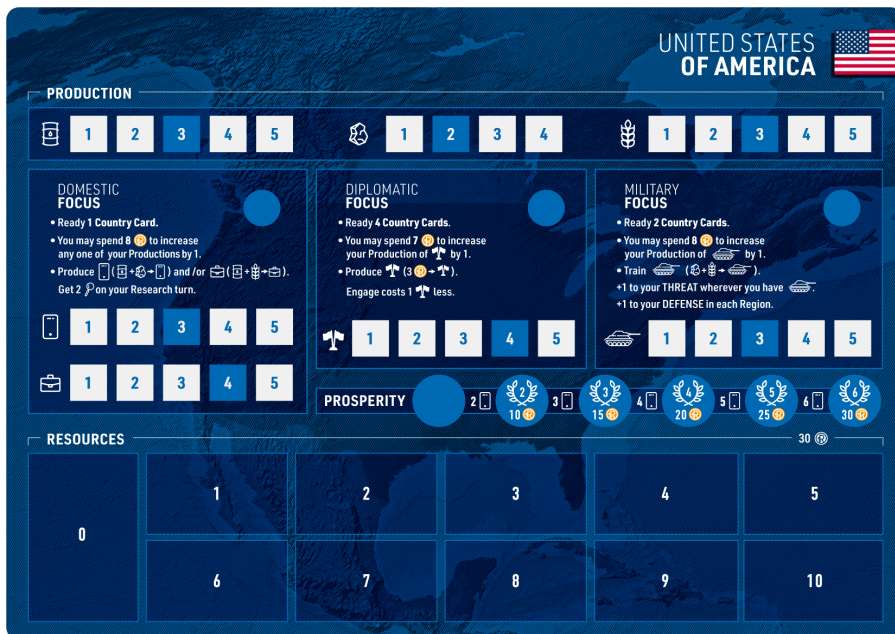 UNITED STATES
OF AMERICA
PRODUCTION
1 2 3 4 5
1 2 3 4
1 2 3 4 5
DOMESTIC
FOCUS
• Ready 1 Country Card.
• You may spend 8 to increase
any one of your Productions by 1.
• Produce ( + → ) and/or ( + → ).
Get 2 on your Research turn.
1 2 3 4 5
1 2 3 4 5
DIPLOMATIC
FOCUS
• Ready 4 Country Cards.
• You may spend 7 to increase
your Production of by 1.
• Produce (3 → ).
Engage costs 1 less.
1 2 3 4 5
MILITARY
FOCUS
• Ready 2 Country Cards.
• You may spend 8 to increase
your Production of by 1.
• Train ( + → ).
+1 to your THREAT wherever you have .
+1 to your DEFENSE in each Region.
1 2 3 4 5
PROSPERITY 2 2 3 3 4 4 5 5 6 6
10 15 20 25 30
RESOURCES 30
0
1 2 3 4 5
6 7 8 9 10